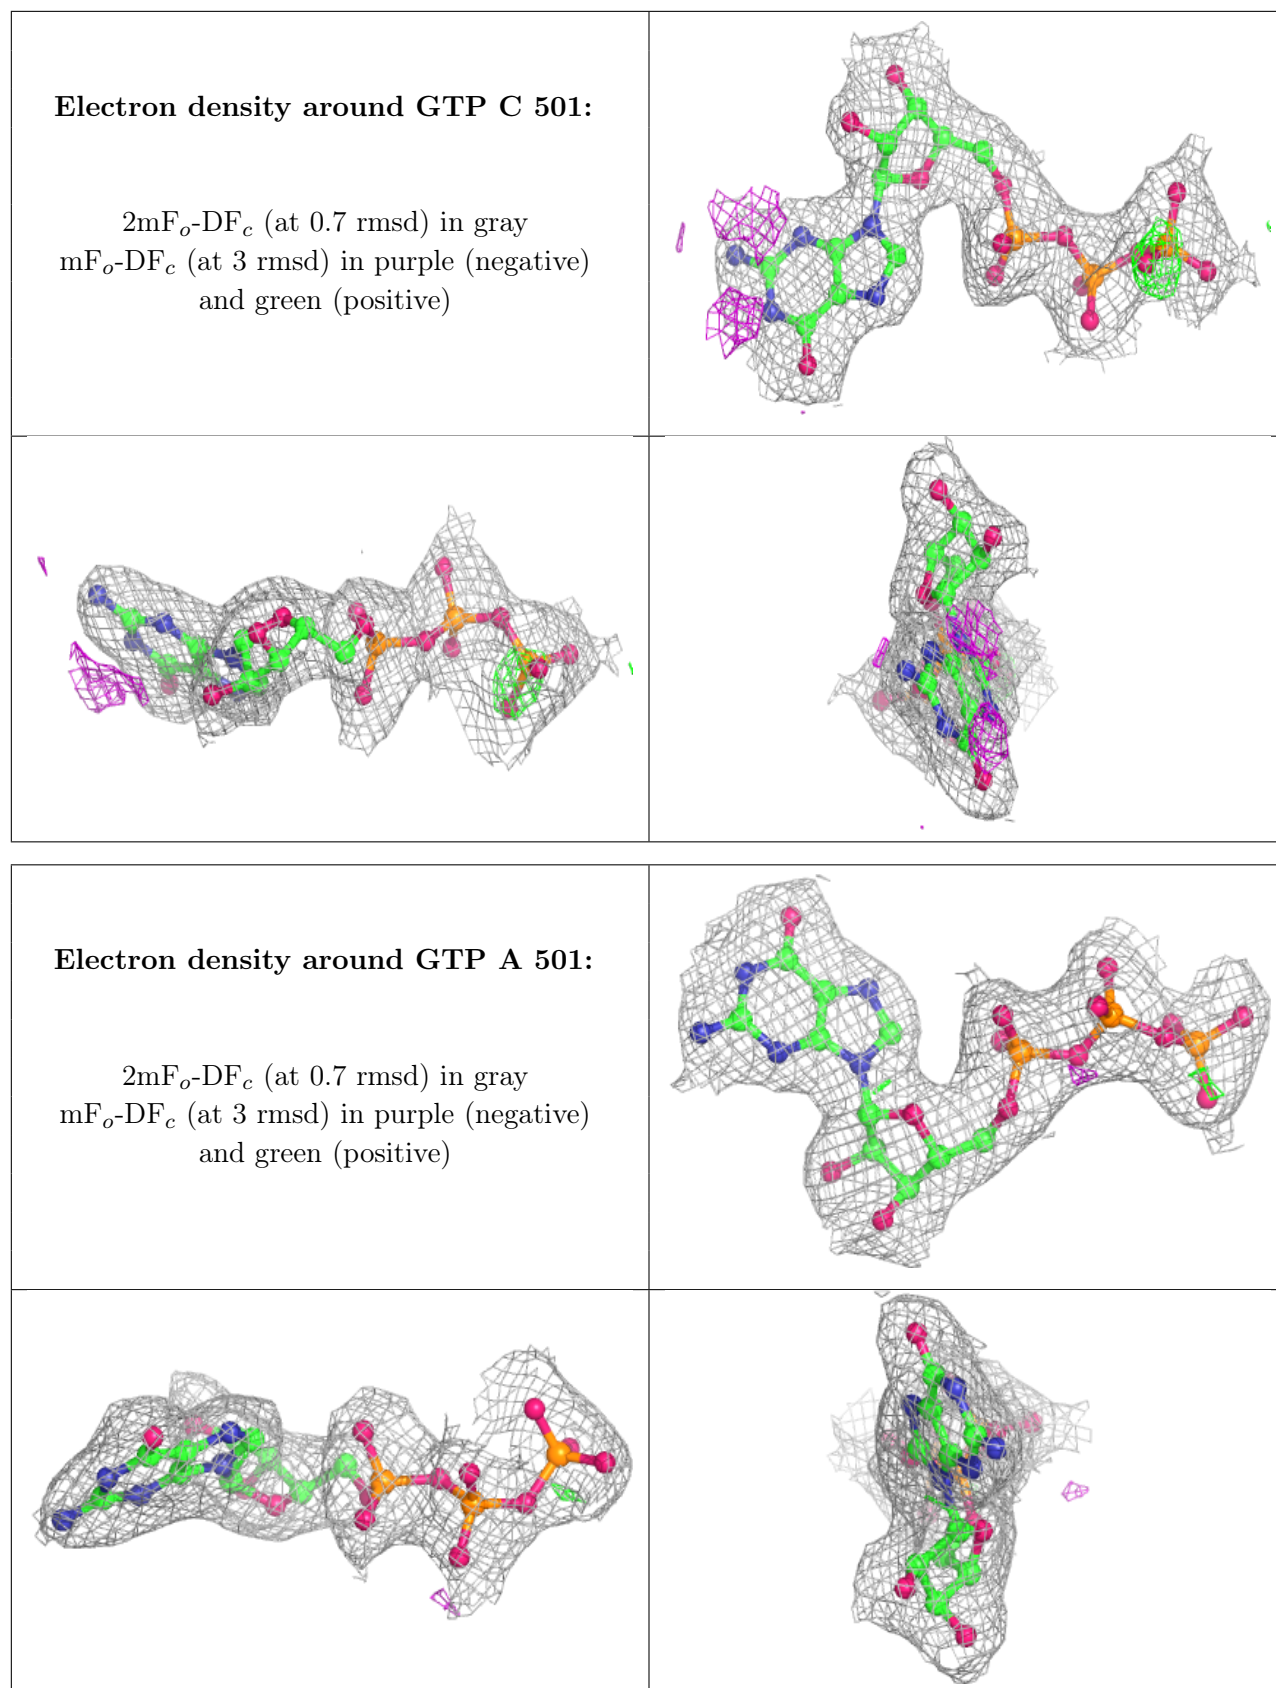 Electron density around GTP C 501:
2mFo-DFc (at 0.7 rmsd) in gray
mFo-DFc (at 3 rmsd) in purple (negative)
and green (positive)
Electron density around GTP A 501:
2mFo-DFc (at 0.7 rmsd) in gray
mFo-DFc (at 3 rmsd) in purple (negative)
and green (positive)